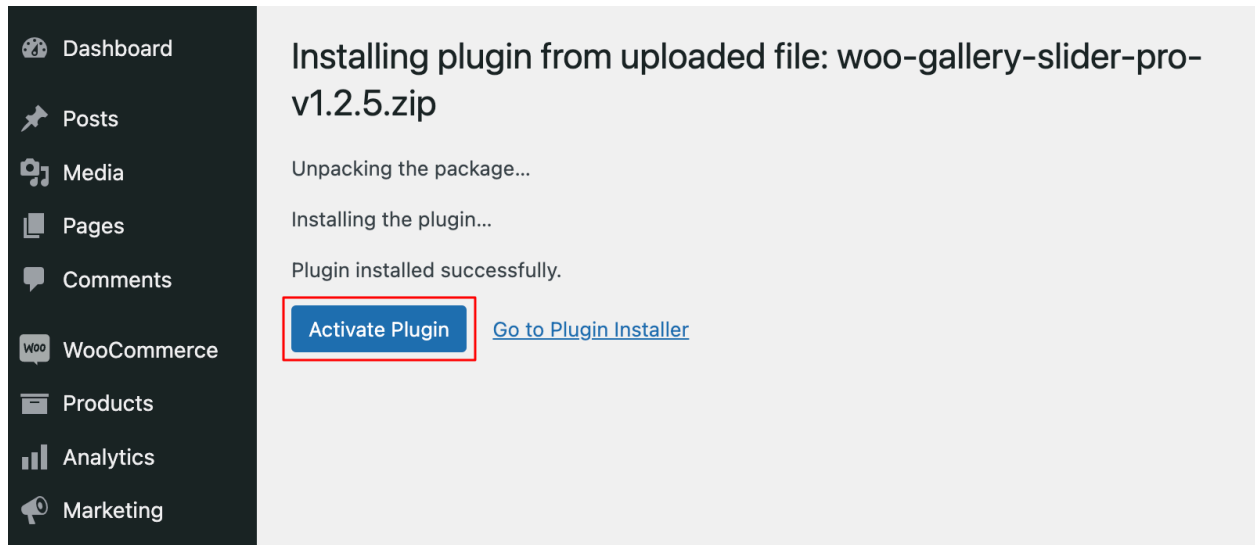 Dashboard
Posts
Media
Pages
Comments
Woo WooCommerce
Products
Analytics
Marketing
Installing plugin from uploaded file: woo-gallery-slider-pro-
v1.2.5.zip
Unpacking the package...
Installing the plugin...
Plugin installed successfully.
Activate Plugin Go to Plugin Installer